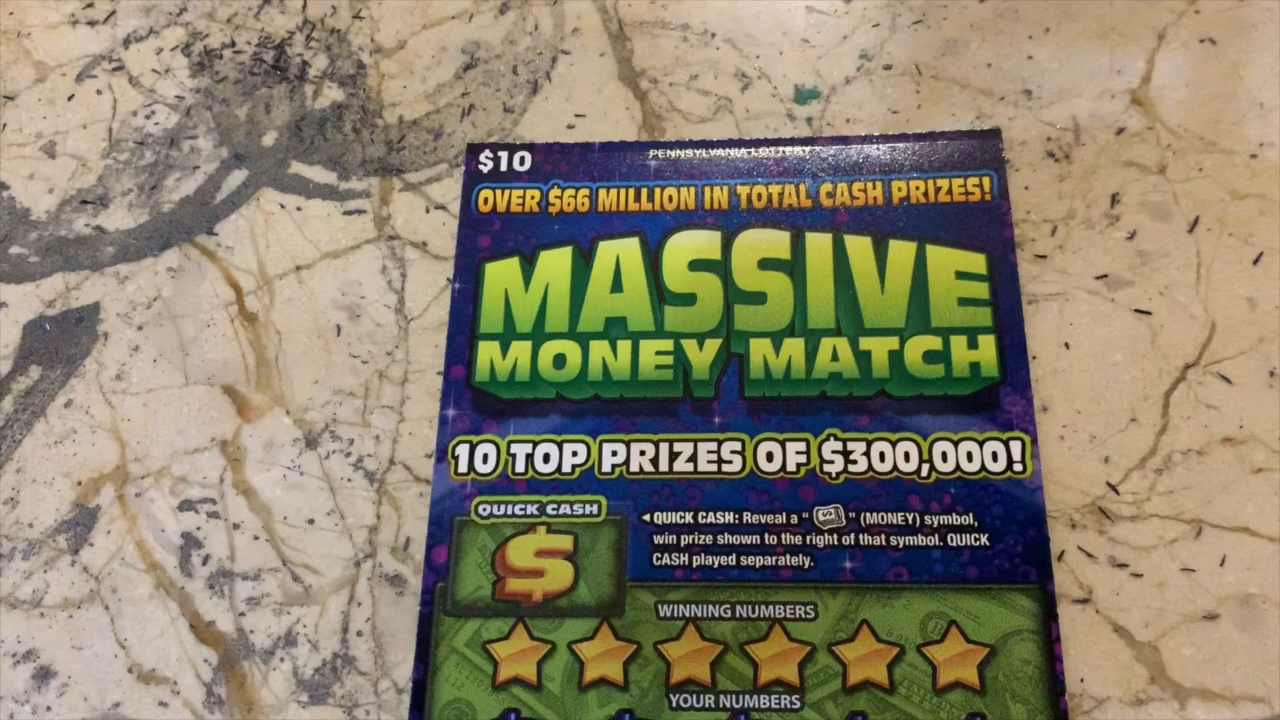 $10
PENNSYLVANIA LOTTERY
OVER $66 MILLION IN TOTAL CASH PRIZES!
MASSIVE
MONEY MATCH
10 TOP PRIZES OF $300,000!
QUICK CASH
$
◄QUICK CASH: Reveal a " $ " (MONEY) symbol,
win prize shown to the right of that symbol. QUICK
CASH played separately.
WINNING NUMBERS
YOUR NUMBERS